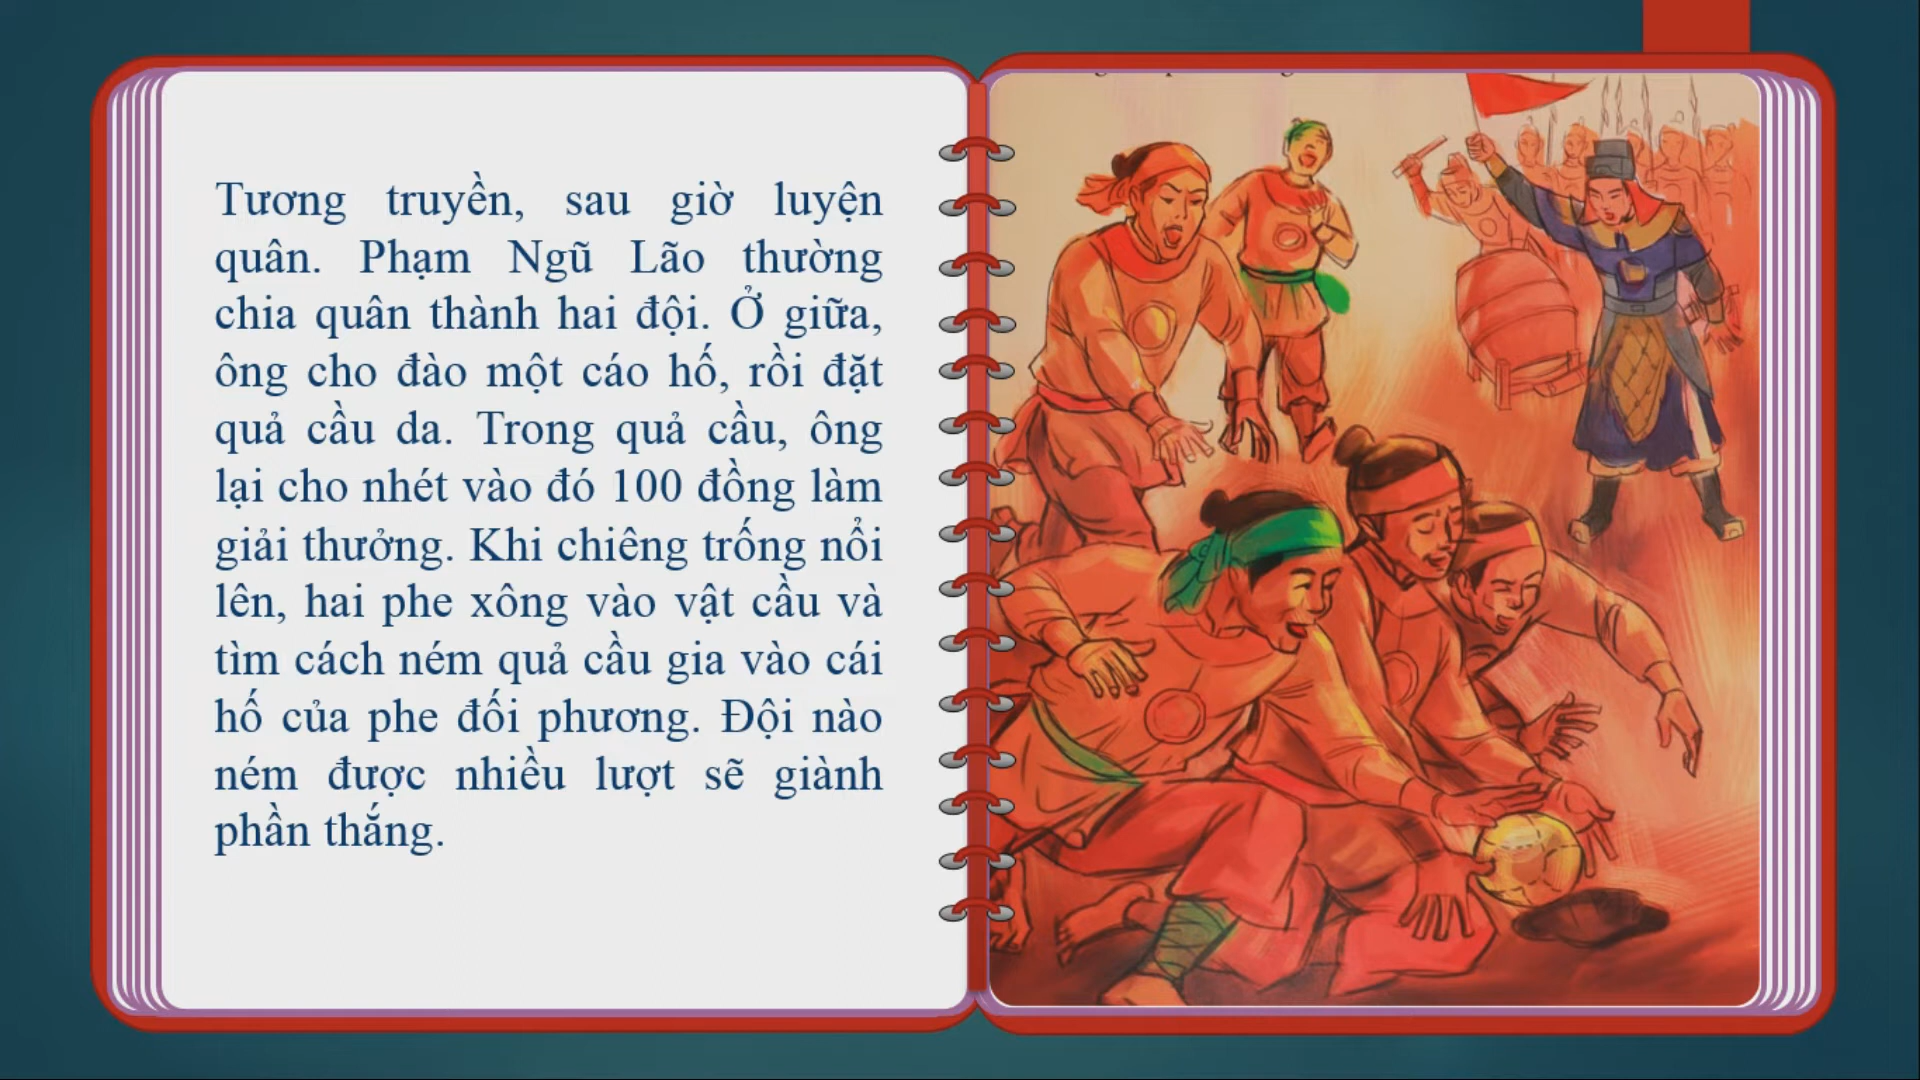 Tương truyền, sau giờ luyện
quân. Phạm Ngũ Lão thường
chia quân thành hai đội. Ở giữa,
ông cho đào một cáo hố, rồi đặt
quả cầu da. Trong quả cầu, ông
lại cho nhét vào đó 100 đồng làm
giải thưởng. Khi chiêng trống nổi
lên, hai phe xông vào vật cầu và
tìm cách ném quả cầu gia vào cái
hố của phe đối phương. Đội nào
ném được nhiều lượt sẽ giành
phần thắng.